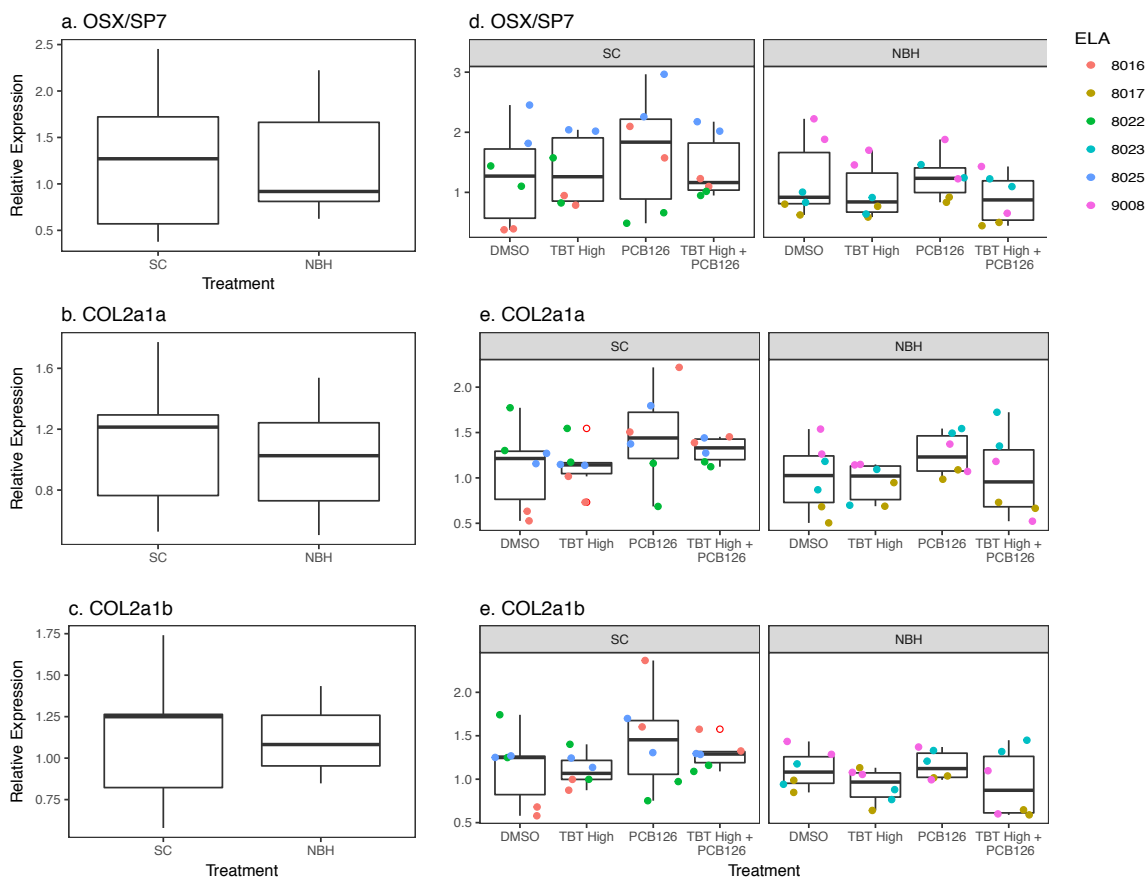 a. OSX/SP7
Relative Expression
2.5
2.0
1.5
1.0
0.5
SC
NBH
Treatment
d. OSX/SP7
SC
NBH
3
2
1
DMSO
TBT High
PCB126
TBT High +
PCB126
DMSO
TBT High
PCB126
TBT High +
PCB126
ELA
8016
8017
8022
8023
8025
9008
b. COL2a1a
Relative Expression
1.6
1.2
0.8
SC
NBH
e. COL2a1a
SC
NBH
2.0
1.5
1.0
0.5
DMSO
TBT High
PCB126
TBT High +
PCB126
DMSO
TBT High
PCB126
TBT High +
PCB126
c. COL2a1b
Relative Expression
1.75
1.50
1.25
1.00
0.75
SC
NBH
Treatment
e. COL2a1b
SC
NBH
2.0
1.5
1.0
0.5
DMSO
TBT High
PCB126
TBT High +
PCB126
DMSO
TBT High
PCB126
TBT High +
PCB126
Treatment